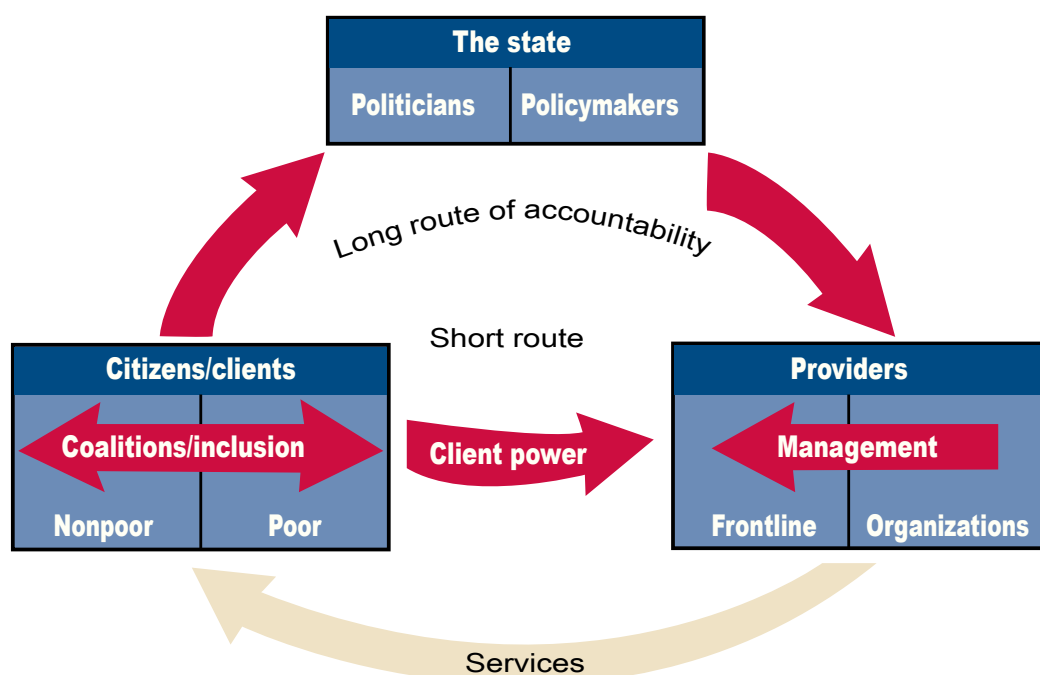 The state
Politicians
Policymakers
Long route of accountability
Short route
Citizens/clients
Providers
Coalitions/inclusion
Client power
Management
Nonpoor
Poor
Frontline
Organizations
Services